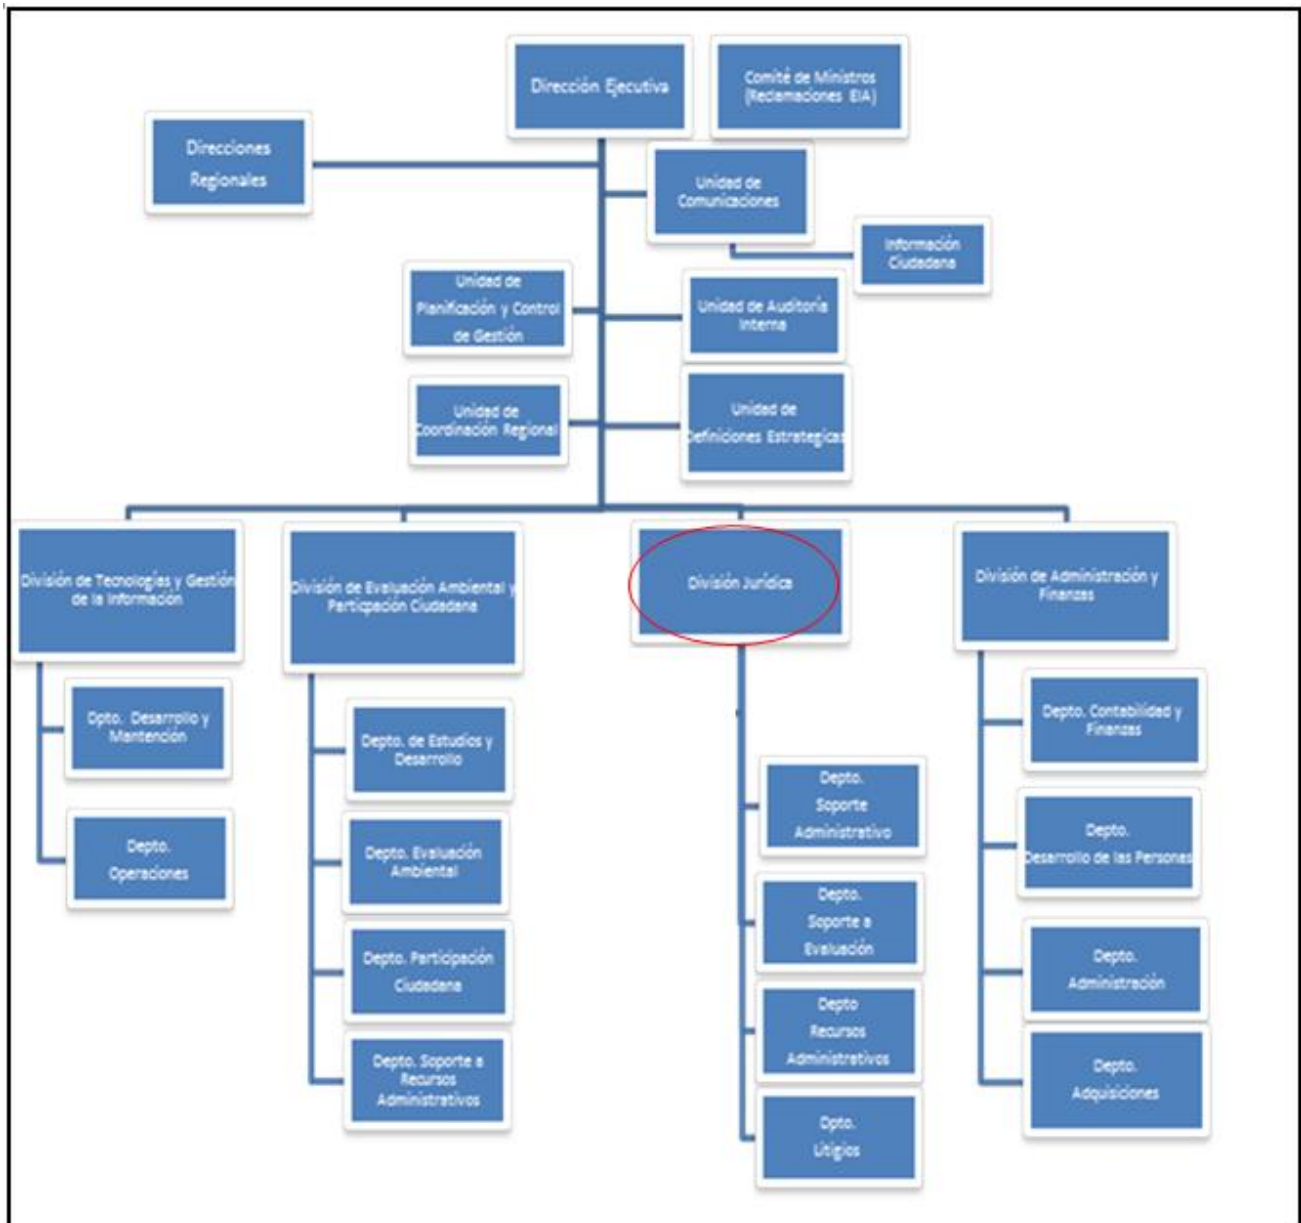 Dirección Ejecutiva
Comité de Ministros
(Reclamaciones EIA)
Direcciones
Regionales
Unidad de
Comunicaciones
Información
Ciudadana
Unidad de
Planificación y Control
de Gestión
Unidad de Auditoría
Interna
Unidad de
Coordinación Regional
Unidad de
Definiciones Estrategicas
División de Tecnologías y Gestión
de la Información
División de Evaluación Ambiental y
Particpación Ciudadana
División Jurídica
División de Administración y
Finanzas
Dpto. Desarrollo y
Mantención
Depto.
Operaciones
Depto. de Estudios y
Desarrollo
Depto. Evaluación
Ambiental
Depto. Participación
Ciudadana
Depto. Soporte a
Recursos
Administrativos
Depto.
Soporte
Administrativo
Depto.
Soporte a
Evaluación
Depto
Recursos
Administrativos
Dpto.
Litigios
Depto. Contabilidad y
Finanzas
Depto.
Desarrollo de las Personas
Depto.
Administración
Depto.
Adquisiciones